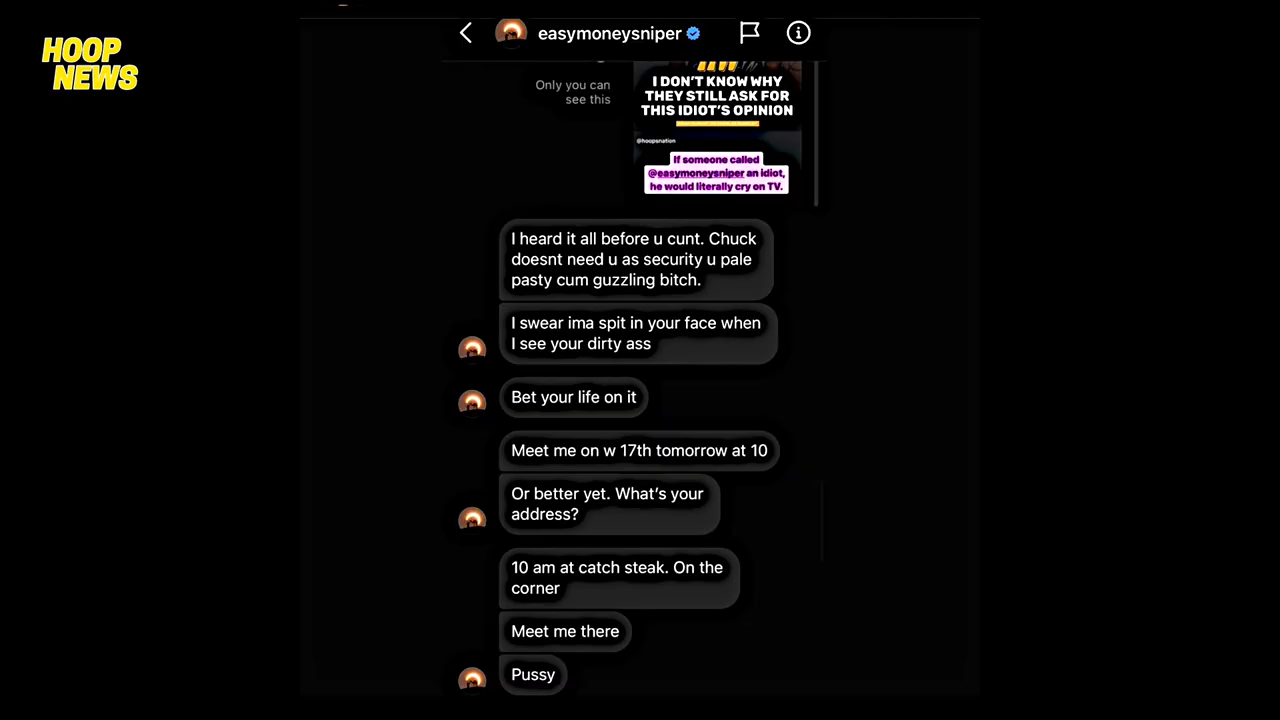 HOOP
NEWS
easymoneysniper
Only you can
see this
I DON'T KNOW WHY
THEY STILL ASK FOR
THIS IDIOT'S OPINION
@hoopsnation
If someone called
@easymoneysniper an idiot,
he would literally cry on TV.
I heard it all before u cunt. Chuck
doesnt need u as security u pale
pasty cum guzzling bitch.
I swear ima spit in your face when
I see your dirty ass
Bet your life on it
Meet me on w 17th tomorrow at 10
Or better yet. What's your
address?
10 am at catch steak. On the
corner
Meet me there
Pussy